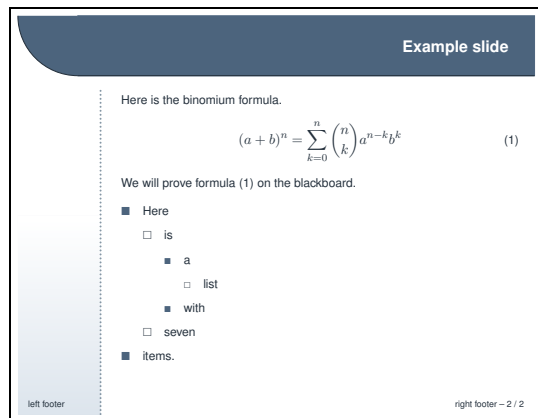 Example slide
Here is the binomium formula.
(a + b)^n = \sum_{k=0}^{n} \binom{n}{k} a^{n-k} b^k (1)
We will prove formula (1) on the blackboard.
■ Here
□ is
■ a
□ list
■ with
□ seven
■ items.
left footer right footer – 2 / 2